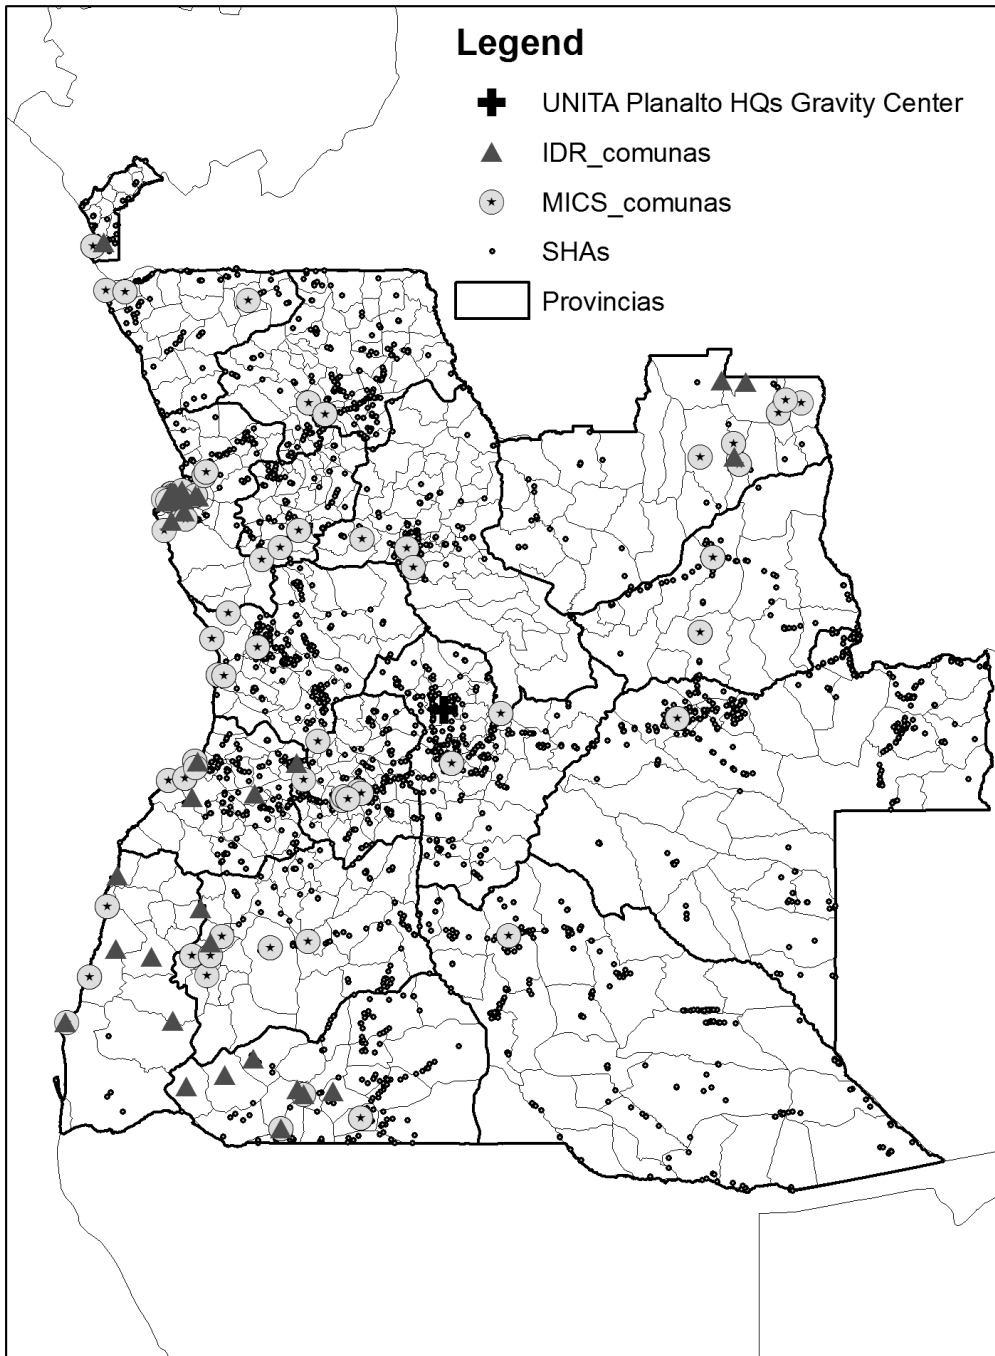 Legend
UNITA Planalto HQs Gravity Center
IDR_comunas
MICS_comunas
SHAs
Provincias